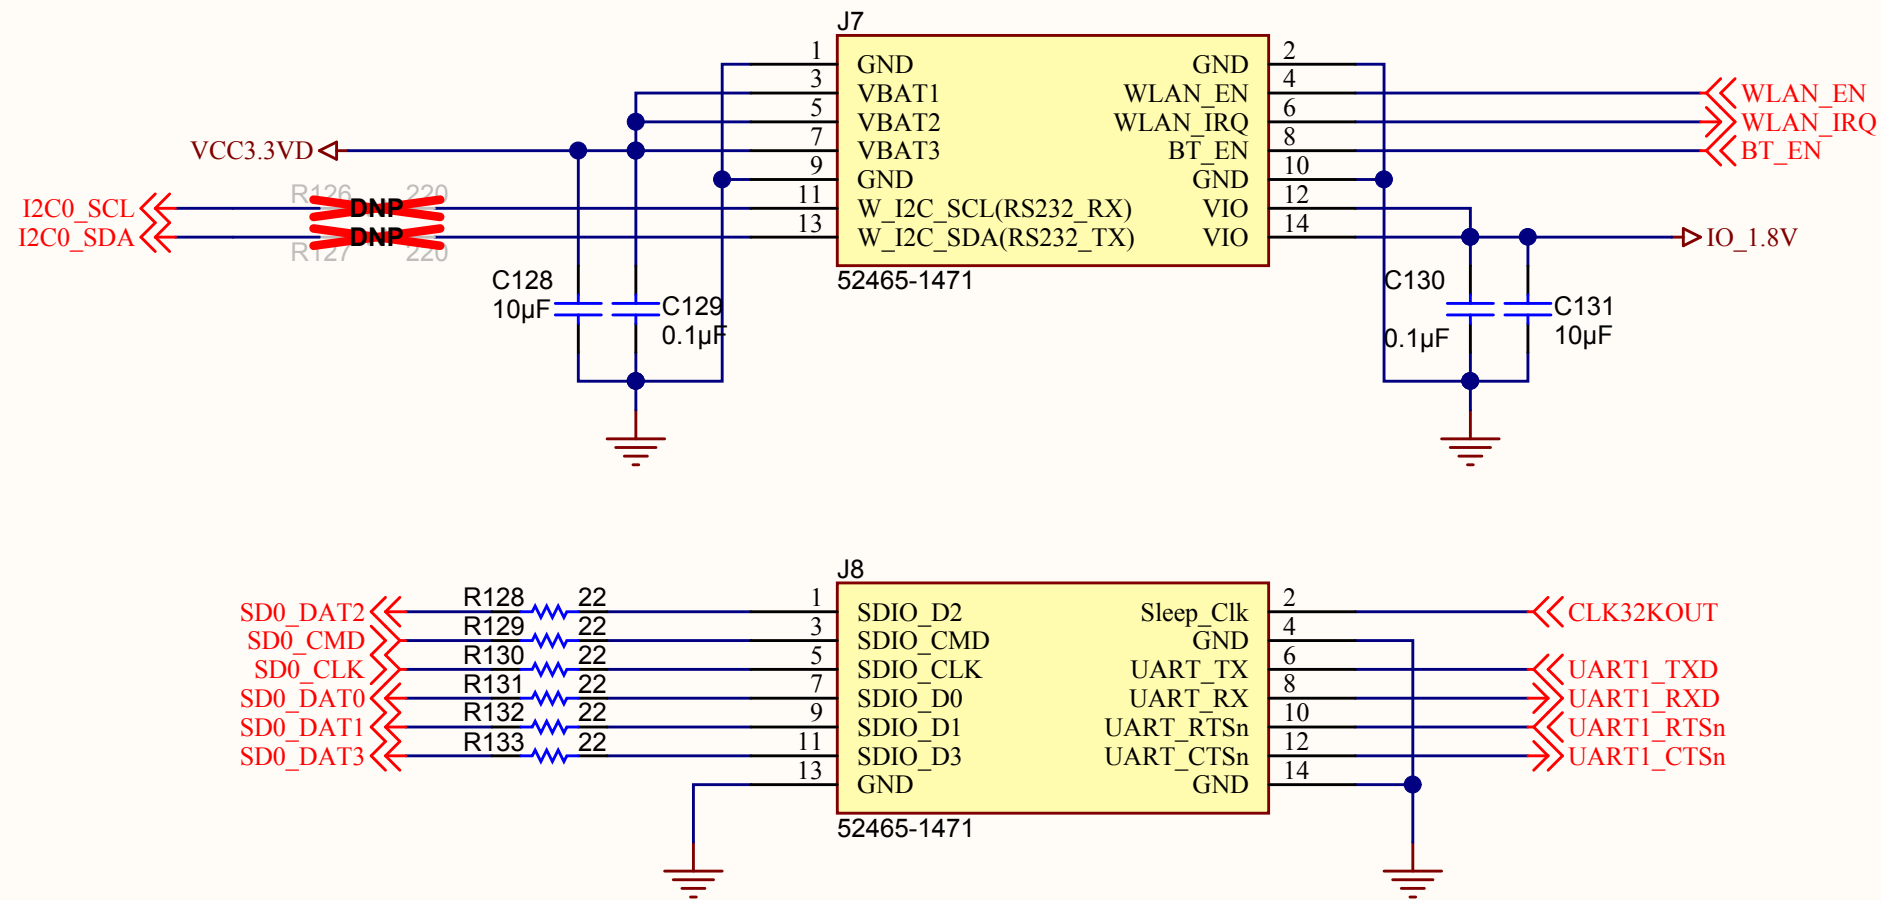 J7
1 GND GND 2
3 VBAT1 WLAN_EN 4 WLAN_EN
5 VBAT2 WLAN_IRQ 6 WLAN_IRQ
VCC3.3VD 7 VBAT3 BT_EN 8 BT_EN
9 GND GND 10
I2C0_SCL R126 DNP 220 11 W_I2C_SCL(RS232_RX) VIO 12
I2C0_SDA R127 DNP 220 13 W_I2C_SDA(RS232_TX) VIO 14 IO_1.8V
52465-1471
C128
10µF
C129
0.1µF
C130
0.1µF
C131
10µF
J8
SD0_DAT2 R128 22 1 SDIO_D2 Sleep_Clk 2 CLK32KOUT
SD0_CMD R129 22 3 SDIO_CMD GND 4
SD0_CLK R130 22 5 SDIO_CLK UART_TX 6 UART1_TXD
SD0_DAT0 R131 22 7 SDIO_D0 UART_RX 8 UART1_RXD
SD0_DAT1 R132 22 9 SDIO_D1 UART_RTSn 10 UART1_RTSn
SD0_DAT3 R133 22 11 SDIO_D3 UART_CTSn 12 UART1_CTSn
13 GND GND 14
52465-1471